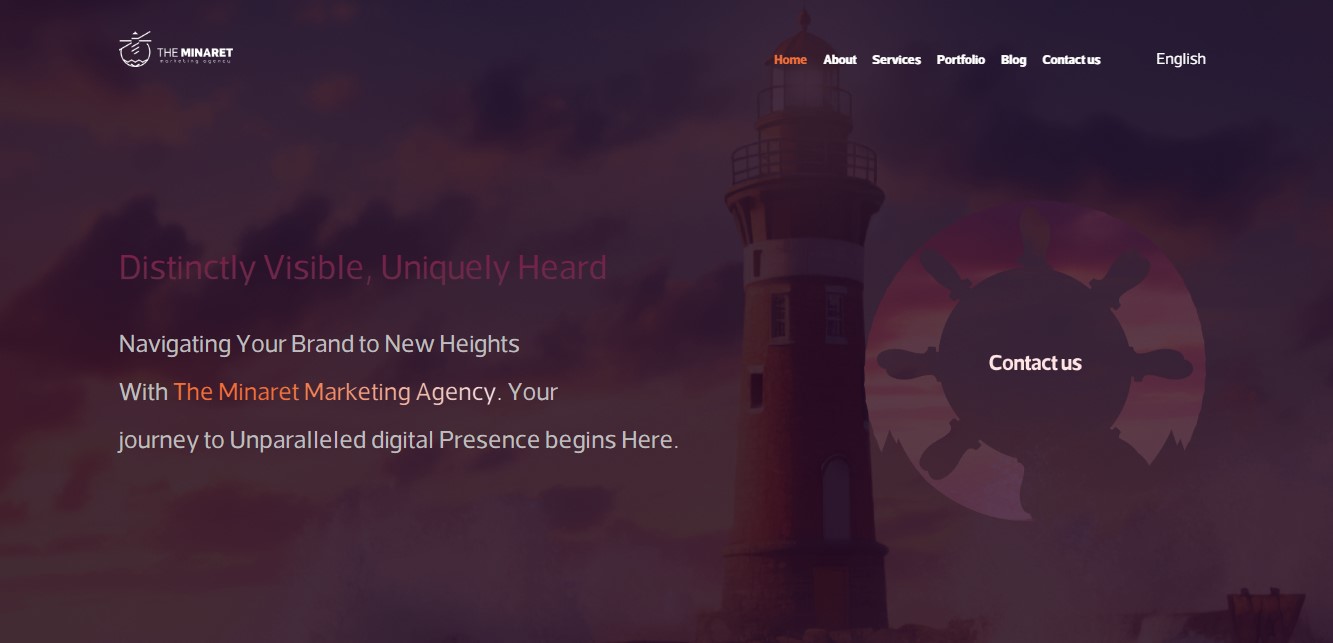 THE MINARET
marketing agency
Home About Services Portfolio Blog Contact us English
Distinctly Visible, Uniquely Heard
Navigating Your Brand to New Heights
With The Minaret Marketing Agency. Your
journey to Unparalleled digital Presence begins Here.
Contact us